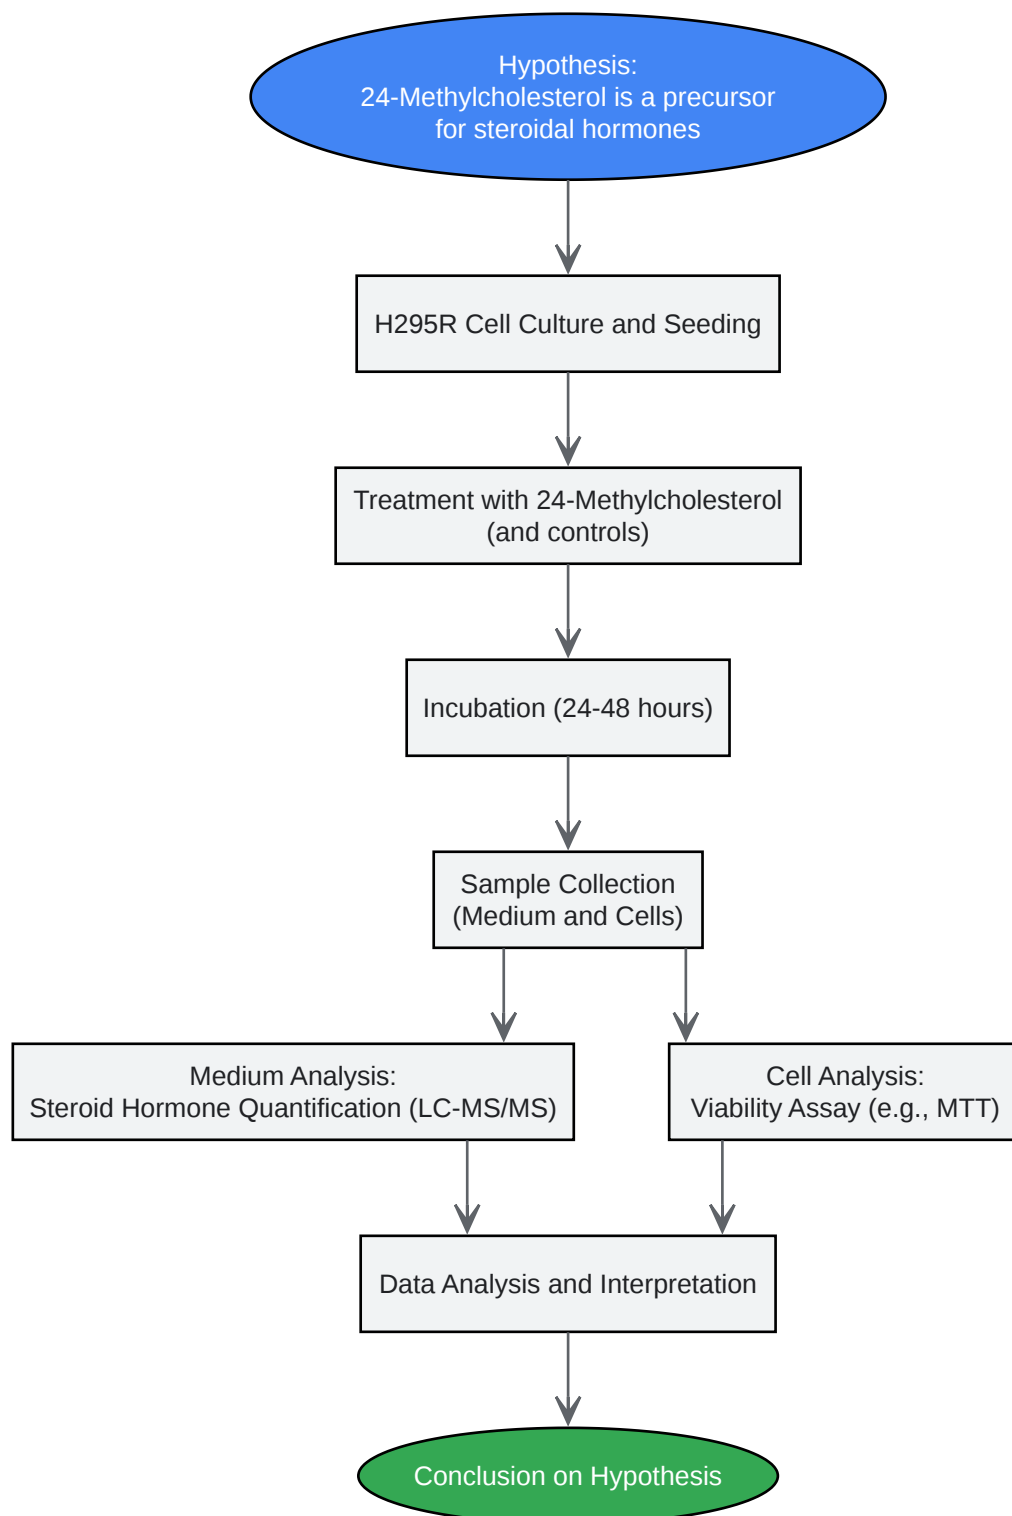 Hypothesis:
24-Methylcholesterol is a precursor
for steroidal hormones
H295R Cell Culture and Seeding
Treatment with 24-Methylcholesterol
(and controls)
Incubation (24-48 hours)
Sample Collection
(Medium and Cells)
Medium Analysis:
Steroid Hormone Quantification (LC-MS/MS)
Cell Analysis:
Viability Assay (e.g., MTT)
Data Analysis and Interpretation
Conclusion on Hypothesis